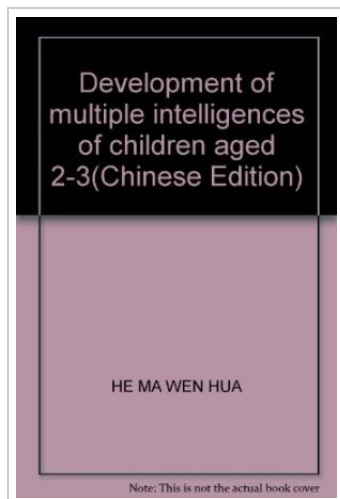 Development of
multiple intelligences
of children aged
2-3(Chinese Edition)
HE MA WEN HUA
Note: This is not the actual book cover